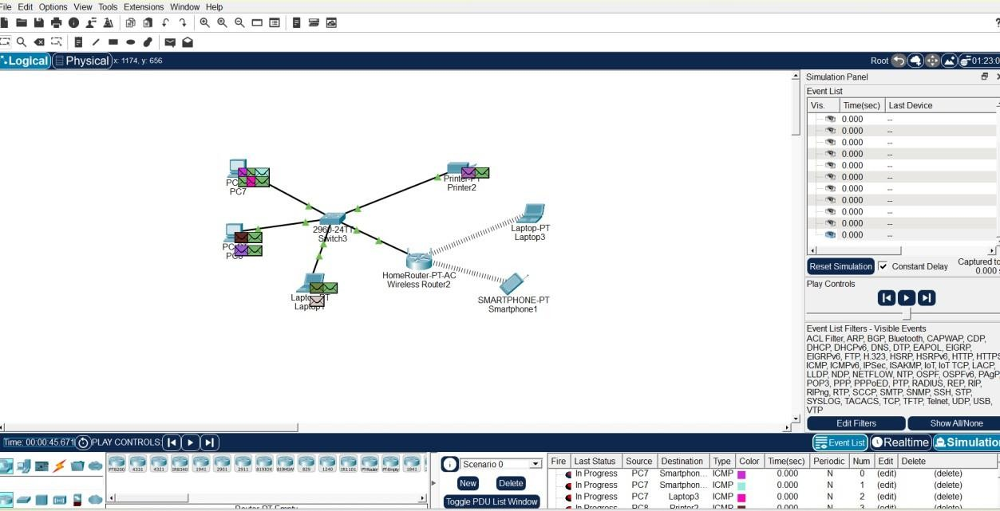 File Edit Options View Tools Extensions Window Help
Logical Physical x: 1174, y: 656 Root 01:23:0
Simulation Panel
Event List
Vis. Time(sec) Last Device
0.000 --
0.000 --
0.000 --
0.000 --
0.000 --
0.000 --
0.000 --
0.000 --
0.000 --
0.000 --
0.000 --
PC7
Printer-PT
Printer2
2960-24TT
Switch3
Laptop-PT
Laptop3
HomeRouter-PT-AC
Wireless Router2
SMARTPHONE-PT
Smartphone1
Reset Simulation Constant Delay Captured to
0.000
Play Controls
Event List Filters - Visible Events
ACL Filter, ARP, BGP, Bluetooth, CAPWAP, CDP,
DHCP, DHCPv6, DNS, DTP, EAPOL, EIGRP,
EIGRPv6, FTP, H.323, HSRP, HSRPv6, HTTP, HTTPS
ICMP, ICMPv6, IPSec, ISAKMP, IoT, IoT TCP, LACP,
LLDP, NDP, NETFLOW, NTP, OSPF, OSPFv6, PAgP
POP3, PPP, PPPoED, PTP, RADIUS, REP, RIP,
RIPng, RTP, SCCP, SMTP, SNMP, SSH, STP,
SYSLOG, TACACS, TCP, TFTP, Telnet, UDP, USB,
VTP
Edit Filters Show All/None
Time: 00:00:45.671 PLAY CONTROLS: Event List Realtime Simulation
PT8200 4331 4321 IR8340 1941 2901 2911 819IOX 819HGW 829 1240 IR1101 PT-Router PT-Empty 1841
Scenario 0
New Delete
Toggle PDU List Window
Router-PT-Empty
Fire Last Status Source Destination Type Color Time(sec) Periodic Num Edit Delete
In Progress PC7 Smartphon... ICMP 0.000 N 0 (edit) (delete)
In Progress PC7 Smartphon... ICMP 0.000 N 1 (edit) (delete)
In Progress PC7 Laptop3 ICMP 0.000 N 2 (edit) (delete)
In Progress PC8 Printer2 ICMP 0.000 N 3 (edit) (delete)